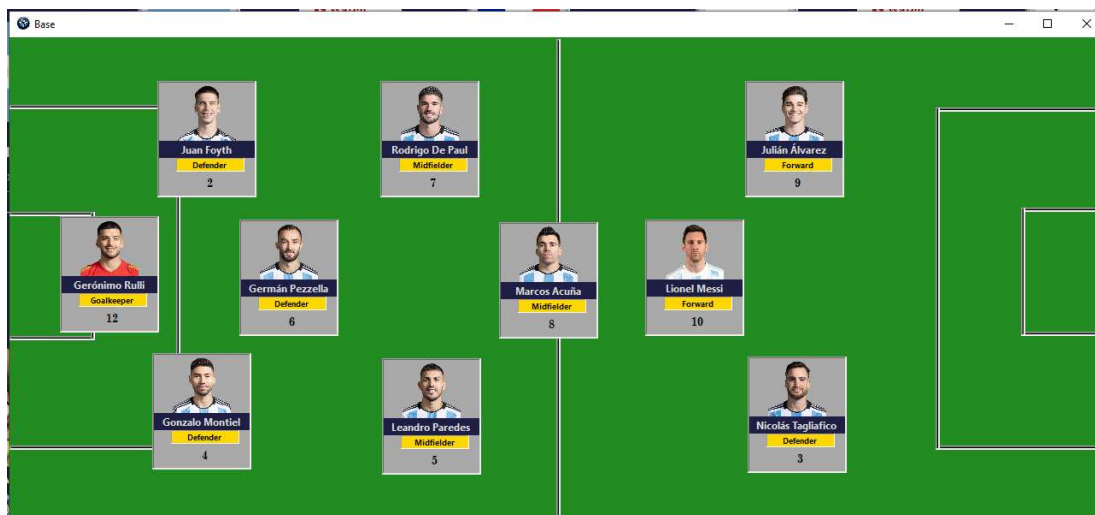 Base
Juan Foyth
Defender
2
Rodrigo De Paul
Midfielder
7
Julián Álvarez
Forward
9
Gerónimo Rulli
Goalkeeper
12
Germán Pezzella
Defender
6
Marcos Acuña
Midfielder
8
Lionel Messi
Forward
10
Gonzalo Montiel
Defender
4
Leandro Paredes
Midfielder
5
Nicolás Tagliafico
Defender
3